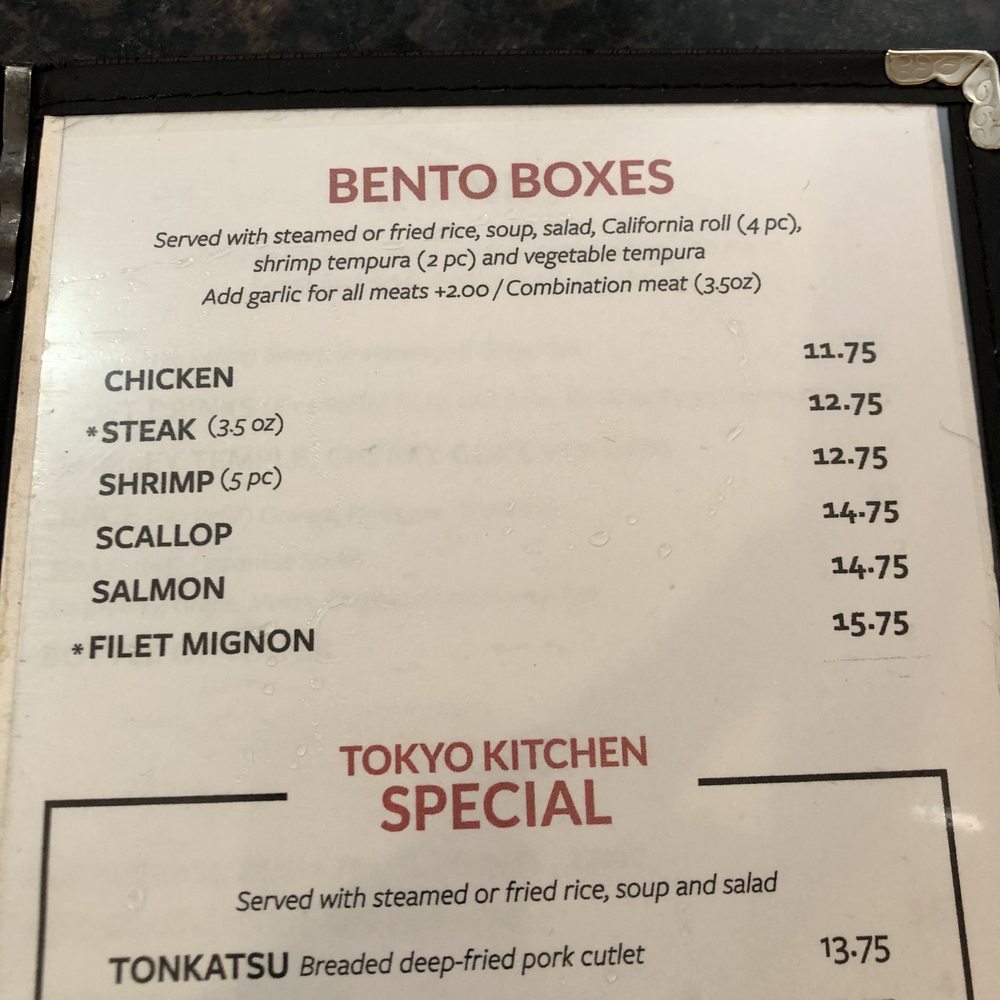 BENTO BOXES
Served with steamed or fried rice, soup, salad, California roll (4 pc),
shrimp tempura (2 pc) and vegetable tempura
Add garlic for all meats +2.00 / Combination meat (3.5oz)
CHICKEN 11.75
*STEAK (3.5 oz) 12.75
SHRIMP (5 pc) 12.75
SCALLOP 14.75
SALMON 14.75
*FILET MIGNON 15.75
TOKYO KITCHEN
SPECIAL
Served with steamed or fried rice, soup and salad
TONKATSU Breaded deep-fried pork cutlet 13.75